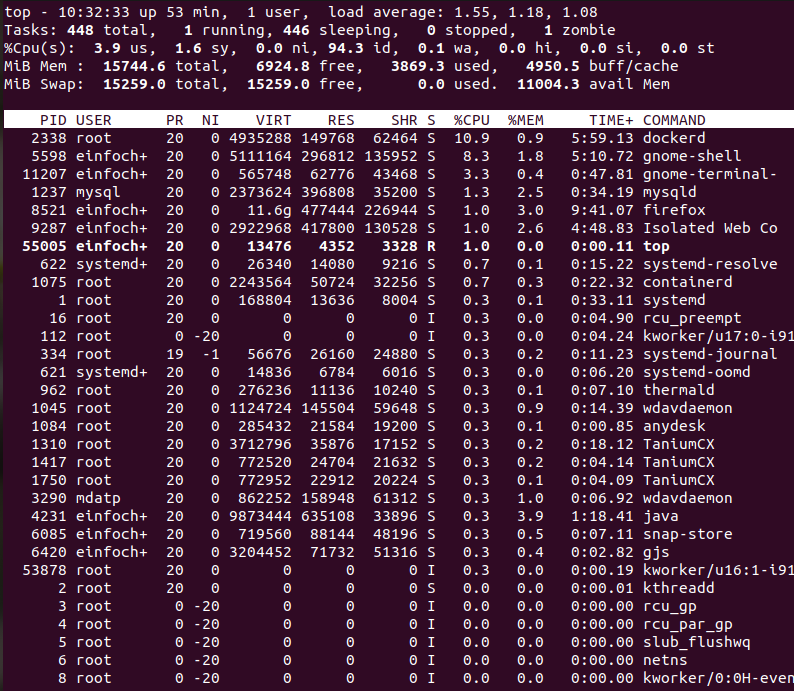 top - 10:32:33 up 53 min,  1 user,  load average: 1.55, 1.18, 1.08
Tasks: 448 total,   1 running, 446 sleeping,   0 stopped,   1 zombie
%Cpu(s):  3.9 us,  1.6 sy,  0.0 ni, 94.3 id,  0.1 wa,  0.0 hi,  0.0 si,  0.0 st
MiB Mem :  15744.6 total,   6924.8 free,   3869.3 used,   4950.5 buff/cache
MiB Swap:  15259.0 total,  15259.0 free,      0.0 used.  11004.3 avail Mem
PID USER      PR  NI    VIRT    RES    SHR S  %CPU  %MEM     TIME+ COMMAND
2338 root      20   0 4935288 149768  62464 S  10.9   0.9   5:59.13 dockerd
5598 einfoch+  20   0 5111164 296812 135952 S   8.3   1.8   5:10.72 gnome-shell
11207 einfoch+  20   0  565748  62776  43468 S   3.3   0.4   0:47.81 gnome-terminal-
1237 mysql     20   0 2373624 396808  35200 S   1.3   2.5   0:34.19 mysqld
8521 einfoch+  20   0   11.6g 477444 226944 S   1.0   3.0   9:41.07 firefox
9287 einfoch+  20   0 2922968 417800 130528 S   1.0   2.6   4:48.83 Isolated Web Co
55005 einfoch+  20   0   13476   4352   3328 R   1.0   0.0   0:00.11 top
622 systemd+  20   0   26340  14080   9216 S   0.7   0.1   0:15.22 systemd-resolve
1075 root      20   0 2243564  50724  32256 S   0.7   0.3   0:22.32 containerd
1 root      20   0  168804  13636   8004 S   0.3   0.1   0:33.11 systemd
16 root      20   0       0      0      0 I   0.3   0.0   0:04.90 rcu_preempt
112 root       0 -20       0      0      0 I   0.3   0.0   0:04.24 kworker/u17:0-i91
334 root      19  -1   56676  26160  24880 S   0.3   0.2   0:11.23 systemd-journal
621 systemd+  20   0   14836   6784   6016 S   0.3   0.0   0:06.20 systemd-oomd
962 root      20   0  276236  11136  10240 S   0.3   0.1   0:07.10 thermald
1045 root      20   0 1124724 145504  59648 S   0.3   0.9   0:14.39 wdavdaemon
1084 root      20   0  285432  21584  19200 S   0.3   0.1   0:00.85 anydesk
1310 root      20   0 3712796  35876  17152 S   0.3   0.2   0:18.12 TaniumCX
1417 root      20   0  772520  24704  21632 S   0.3   0.2   0:04.14 TaniumCX
1750 root      20   0  772952  22912  20224 S   0.3   0.1   0:04.09 TaniumCX
3290 mdatp     20   0  862252 158948  61312 S   0.3   1.0   0:06.92 wdavdaemon
4231 einfoch+  20   0 9873444 635108  33896 S   0.3   3.9   1:18.41 java
6085 einfoch+  20   0  719560  88144  48196 S   0.3   0.5   0:07.11 snap-store
6420 einfoch+  20   0 3204452  71732  51316 S   0.3   0.4   0:02.82 gjs
53878 root      20   0       0      0      0 I   0.3   0.0   0:00.19 kworker/u16:1-i91
2 root      20   0       0      0      0 S   0.0   0.0   0:00.01 kthreadd
3 root       0 -20       0      0      0 I   0.0   0.0   0:00.00 rcu_gp
4 root       0 -20       0      0      0 I   0.0   0.0   0:00.00 rcu_par_gp
5 root       0 -20       0      0      0 I   0.0   0.0   0:00.00 slub_flushwq
6 root       0 -20       0      0      0 I   0.0   0.0   0:00.00 netns
8 root       0 -20       0      0      0 I   0.0   0.0   0:00.00 kworker/0:0H-even